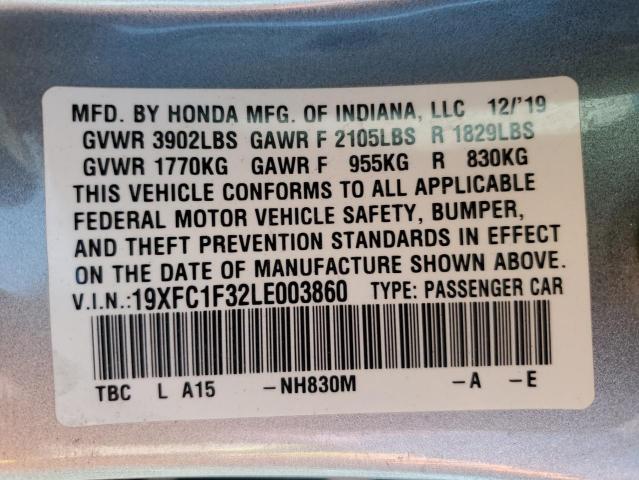 MFD. BY HONDA MFG. OF INDIANA, LLC 12/'19
GVWR 3902LBS GAWR F 2105LBS R 1829LBS
GVWR 1770KG GAWR F 955KG R 830KG
THIS VEHICLE CONFORMS TO ALL APPLICABLE
FEDERAL MOTOR VEHICLE SAFETY, BUMPER,
AND THEFT PREVENTION STANDARDS IN EFFECT
ON THE DATE OF MANUFACTURE SHOWN ABOVE.
V.I.N.:19XFC1F32LE003860 TYPE: PASSENGER CAR
TBC L A15 -NH830M -A -E